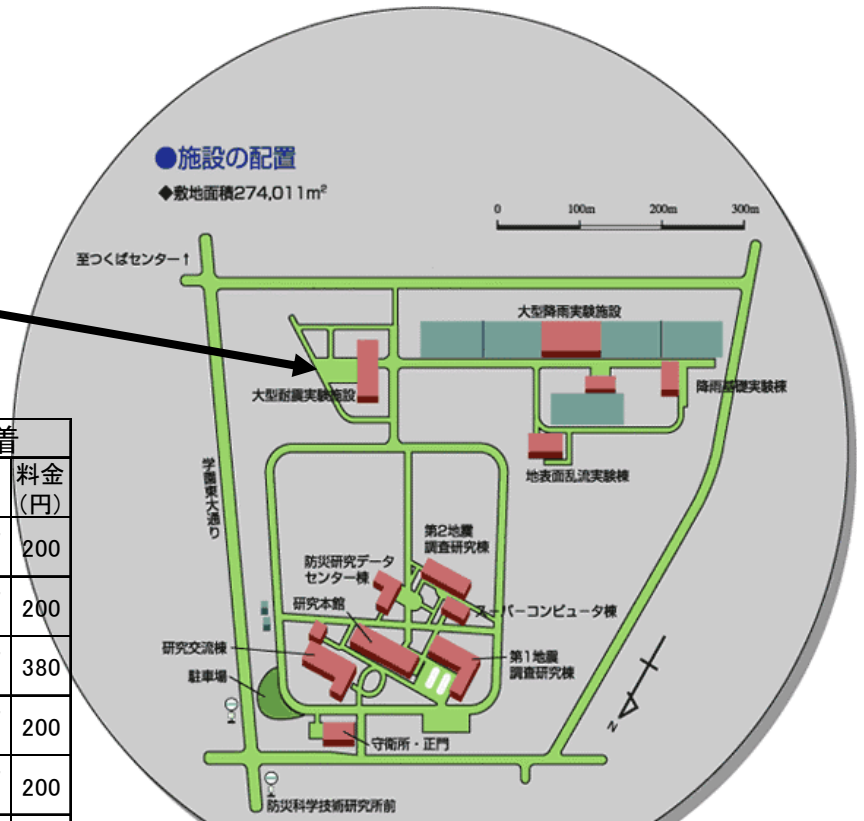 ●施設の配置
◆敷地面積274,011m²
0 100m 200m 300m
至つくばセンター↑
大型降雨実験施設
大型耐震実験施設
降雨基礎実験棟
地表面乱流実験棟
学園東大通り
第2地震
調査研究棟
防災研究データ
センター棟
研究本館
スーパーコンピュータ棟
研究交流棟
第1地震
調査研究棟
駐車場
守衛所・正門
防災科学技術研究所前
N
着
料金
(円)
200
200
380
200
200